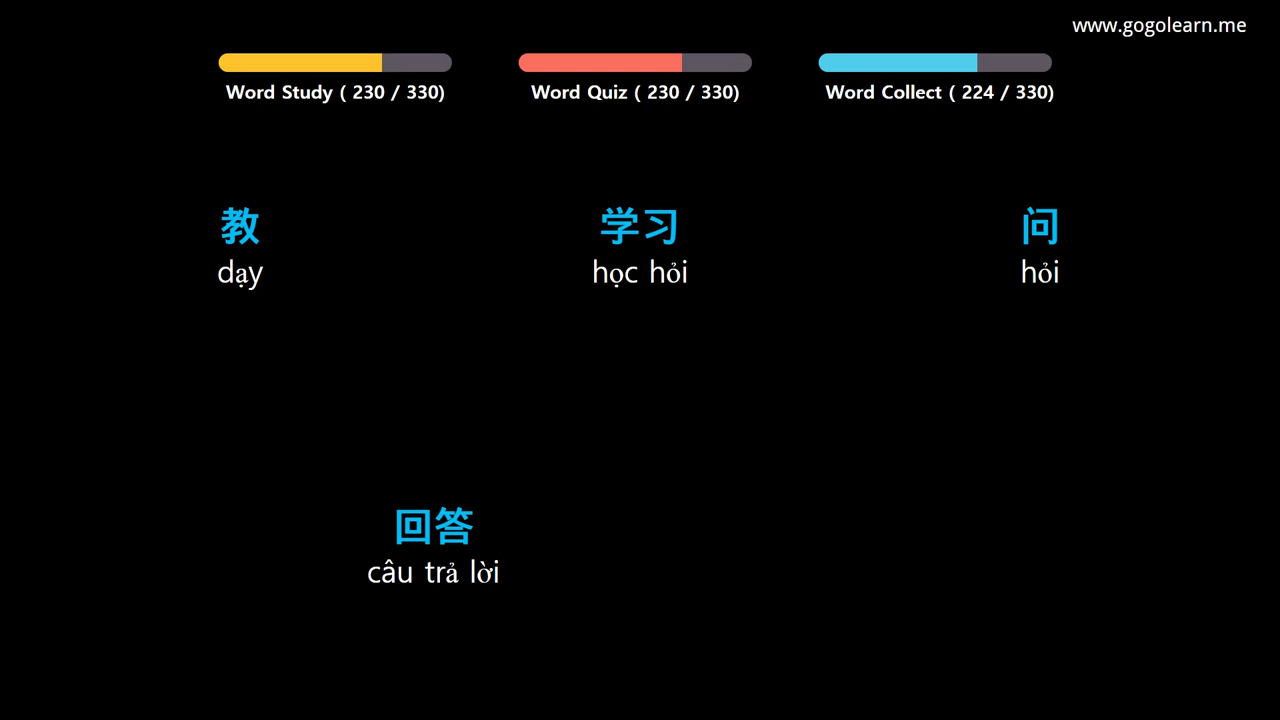 www.gogolearn.me
Word Study ( 230 / 330)
Word Quiz ( 230 / 330)
Word Collect ( 224 / 330)
教
dạy
学习
học hỏi
问
hỏi
回答
câu trả lời